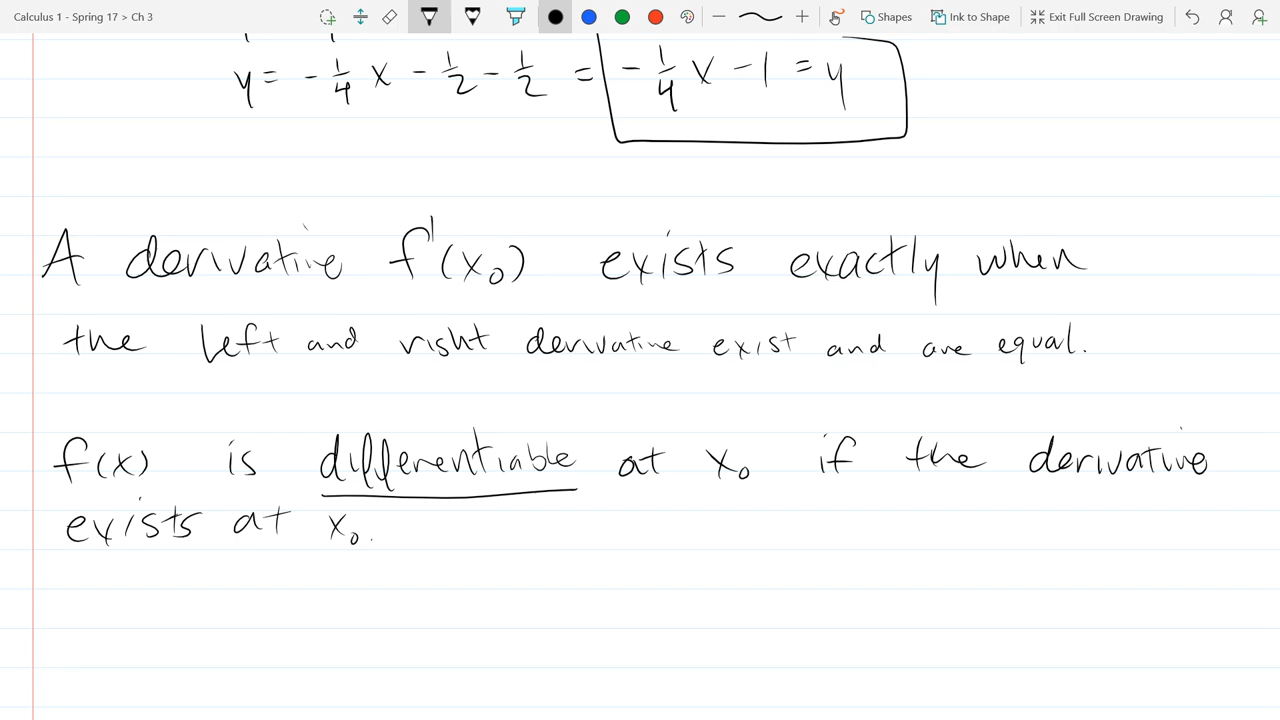 Calculus 1 - Spring 17 > Ch 3
Shapes
Ink to Shape
Exit Full Screen Drawing
y = -1/4 x - 1/2 - 1/2 = -1/4 x - 1 = y
A derivative f'(x₀) exists exactly when
the left and right derivative exist and are equal.
f(x) is differentiable at x₀ if the derivative
exists at x₀.